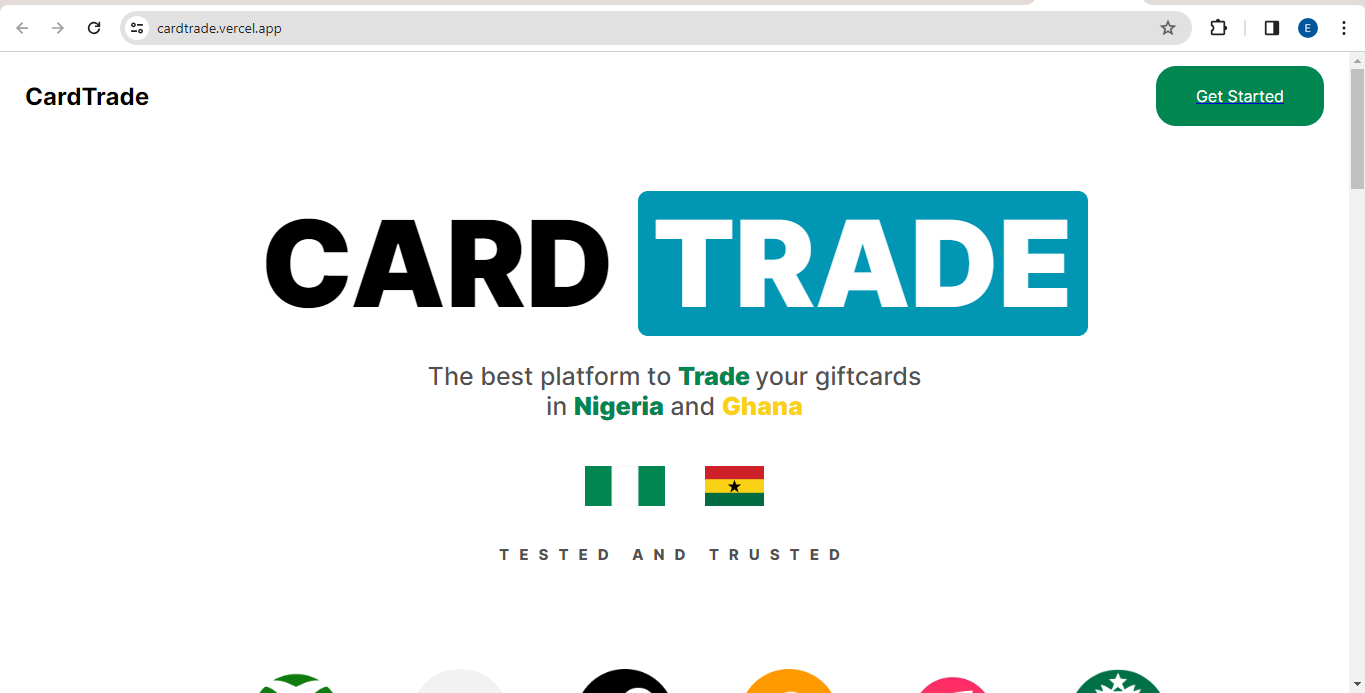 cardtrade.vercel.app
E
CardTrade
Get Started
CARD TRADE
The best platform to Trade your giftcards
in Nigeria and Ghana
TESTED AND TRUSTED